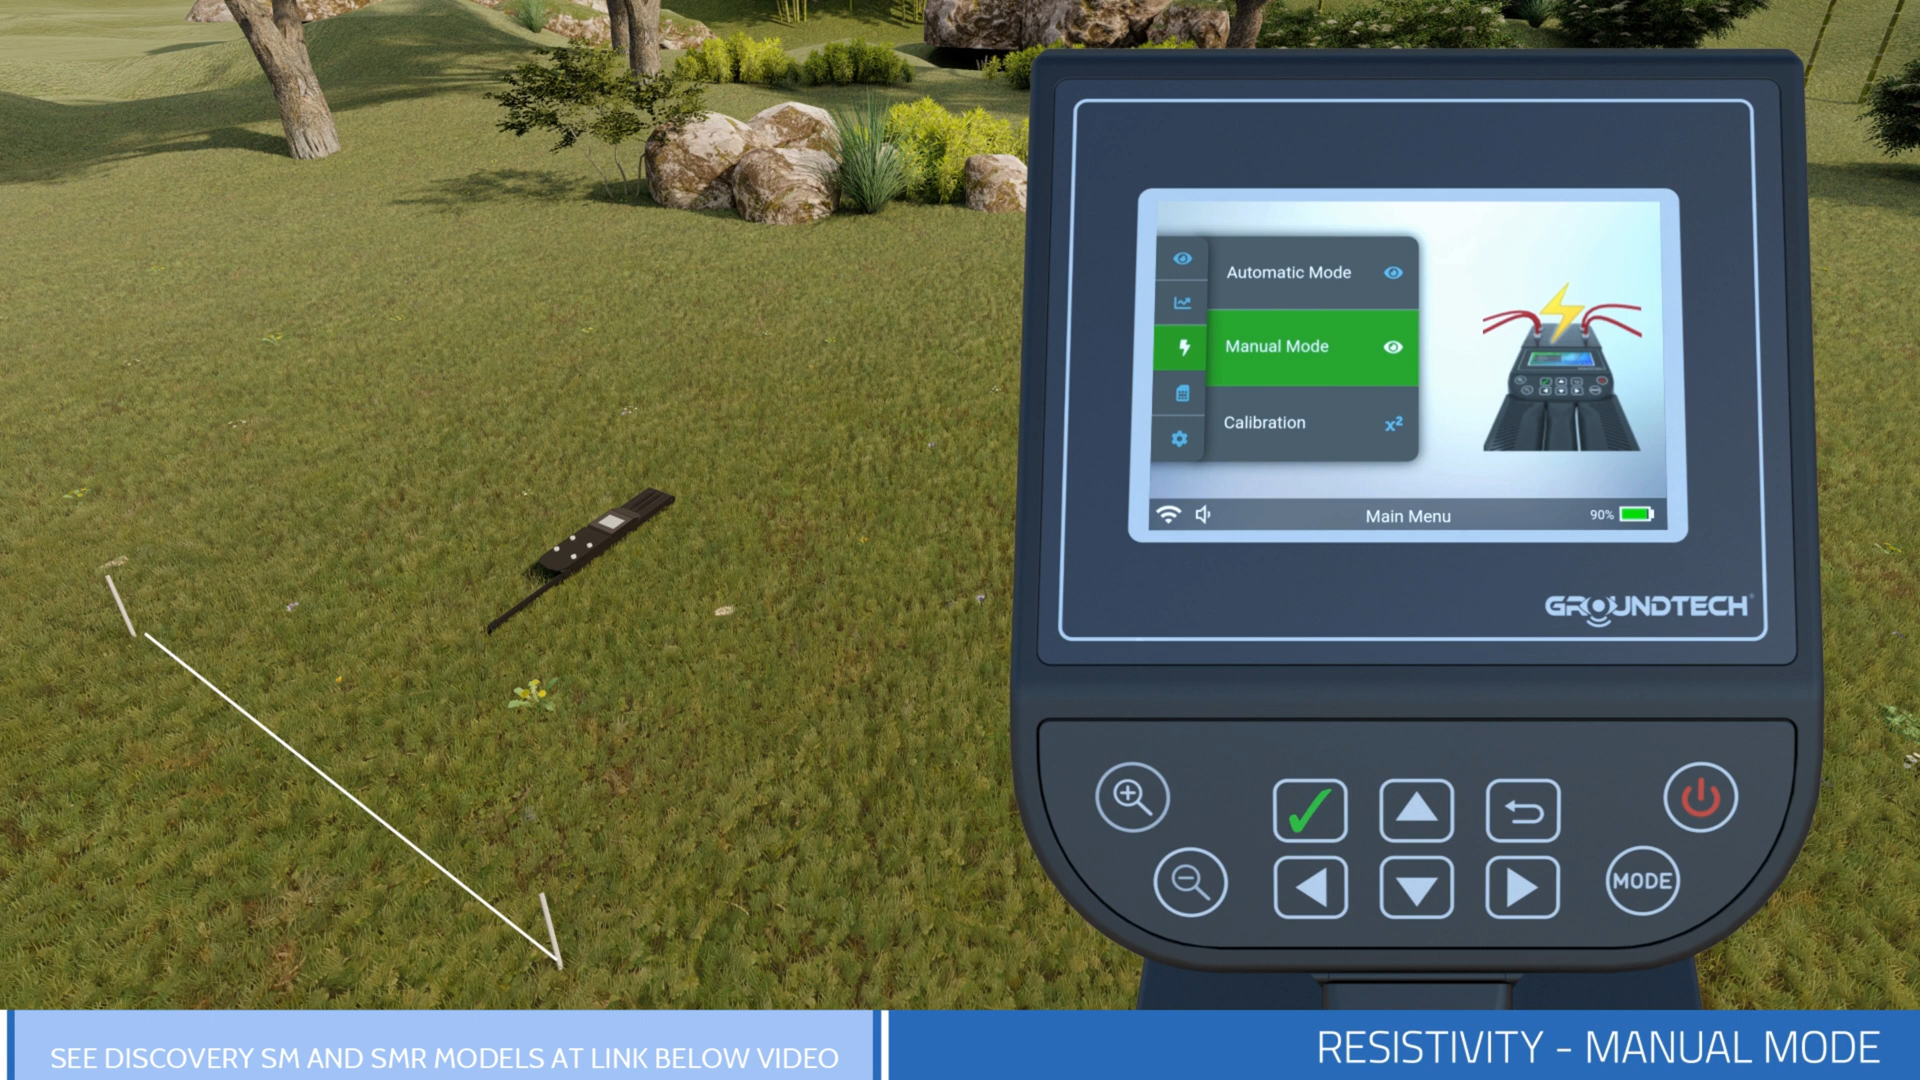 Automatic Mode
Manual Mode
Calibration x²
Main Menu
90%
GROUNDTECH
MODE
SEE DISCOVERY SM AND SMR MODELS AT LINK BELOW VIDEO
RESISTIVITY - MANUAL MODE